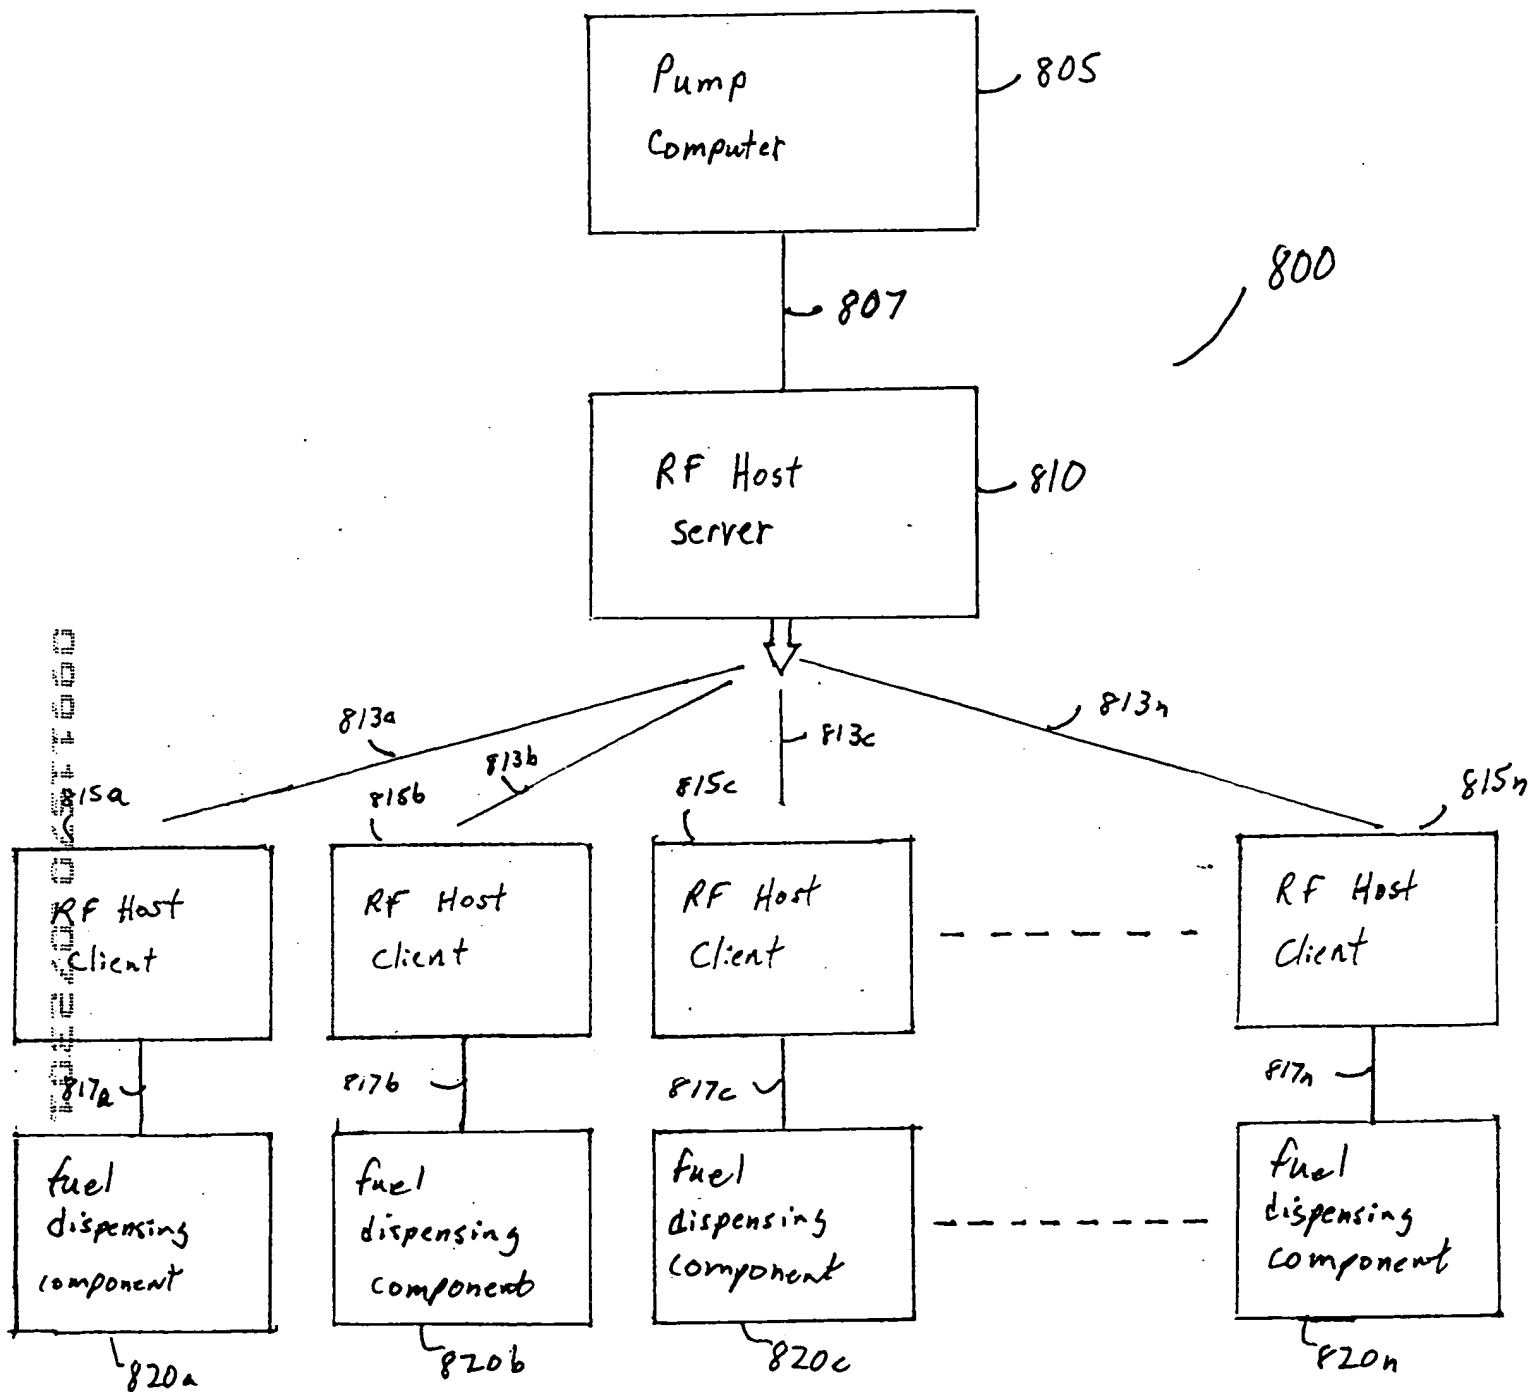 Pump
Computer
805
807
800
RF Host
Server
810
813a
813b
813c
813n
815a
815b
815c
815n
RF Host
Client
RF Host
Client
RF Host
Client
RF Host
Client
817a
817b
817c
817n
fuel
dispensing
component
fuel
dispensing
component
fuel
dispensing
component
fuel
dispensing
component
820a
820b
820c
820n